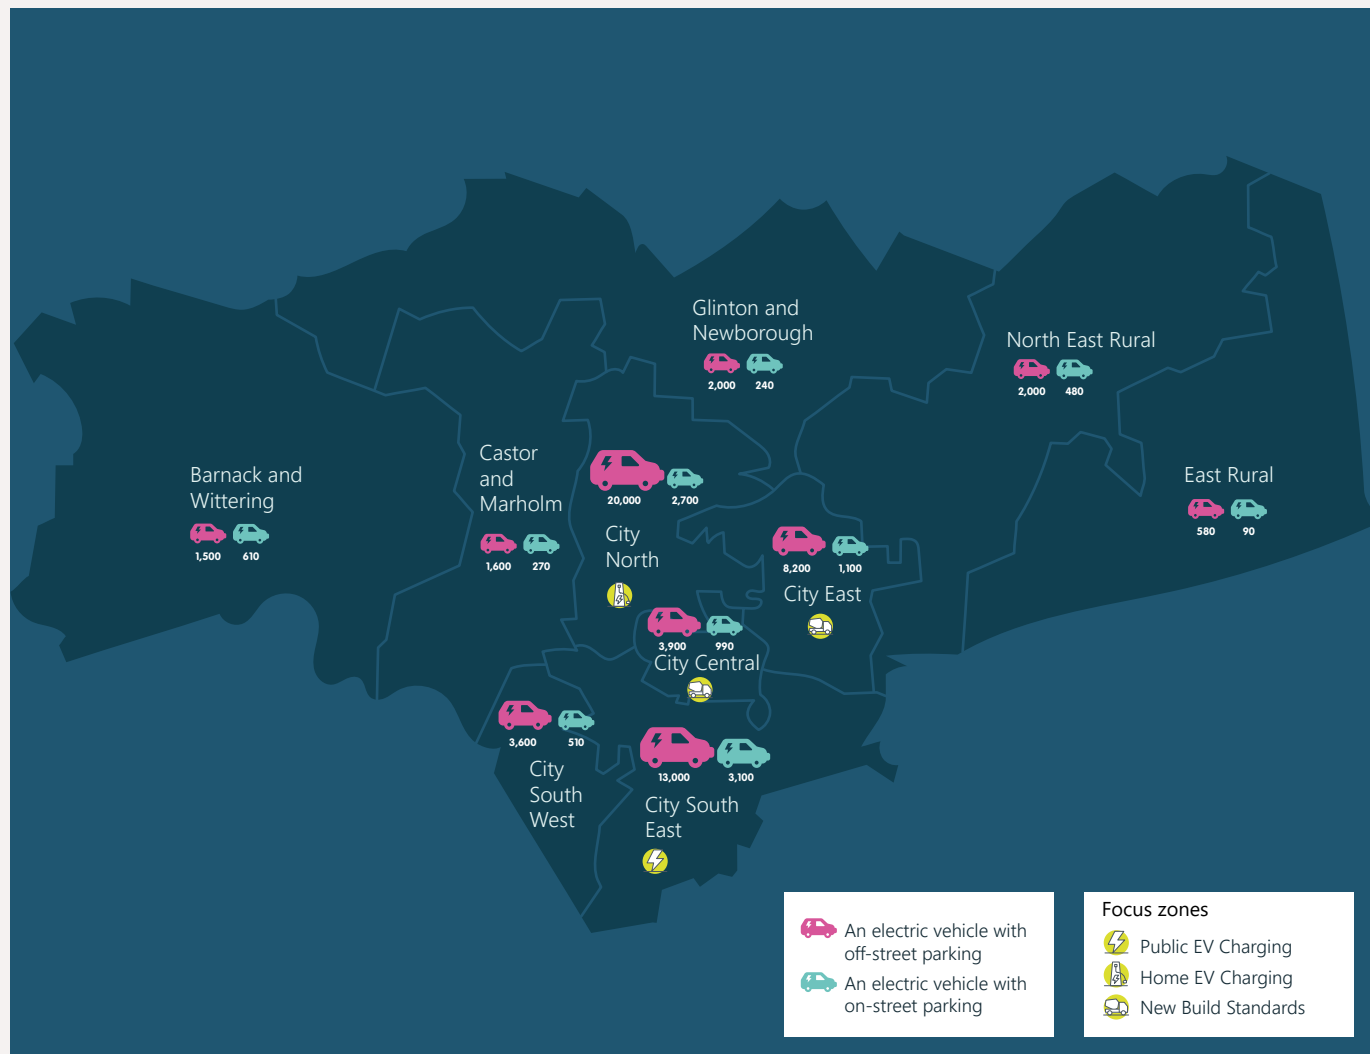 Glinton and
Newborough
2,000 240
North East Rural
2,000 480
Barnack and
Wittering
1,500 610
Castor
and
Marholm
1,600 270
20,000 2,700
City
North
East Rural
580 90
8,200 1,100
City East
3,900 990
City Central
3,600 510
City
South
West
13,000 3,100
City South
East
An electric vehicle with
off-street parking
An electric vehicle with
on-street parking
Focus zones
Public EV Charging
Home EV Charging
New Build Standards